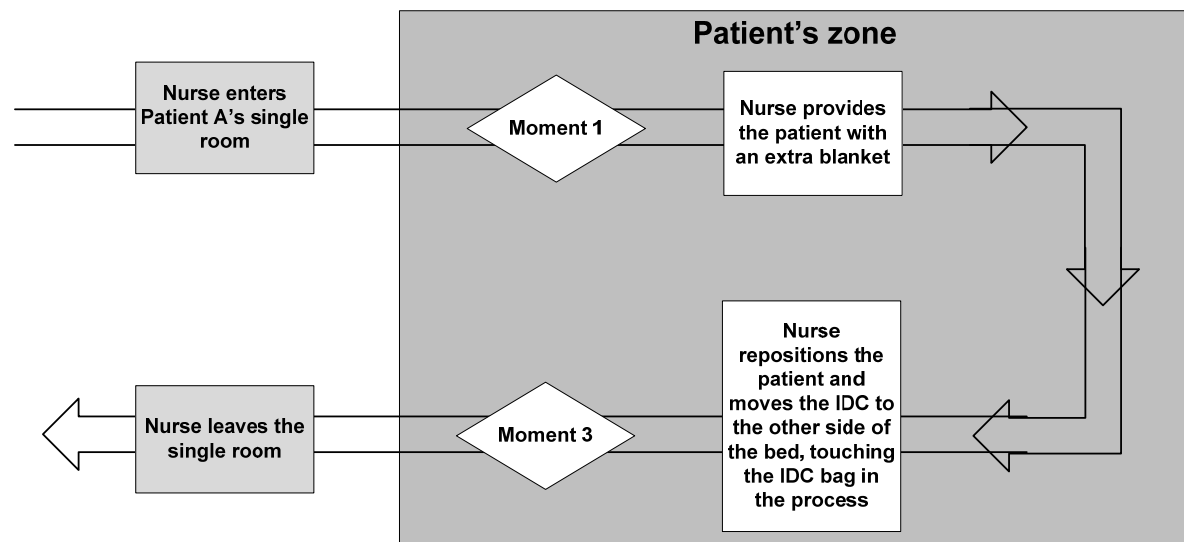 Patient's zone
Nurse enters
Patient A's single
room
Moment 1
Nurse provides
the patient with
an extra blanket
Nurse
repositions the
patient and
moves the IDC to
the other side of
the bed, touching
the IDC bag in
the process
Moment 3
Nurse leaves the
single room